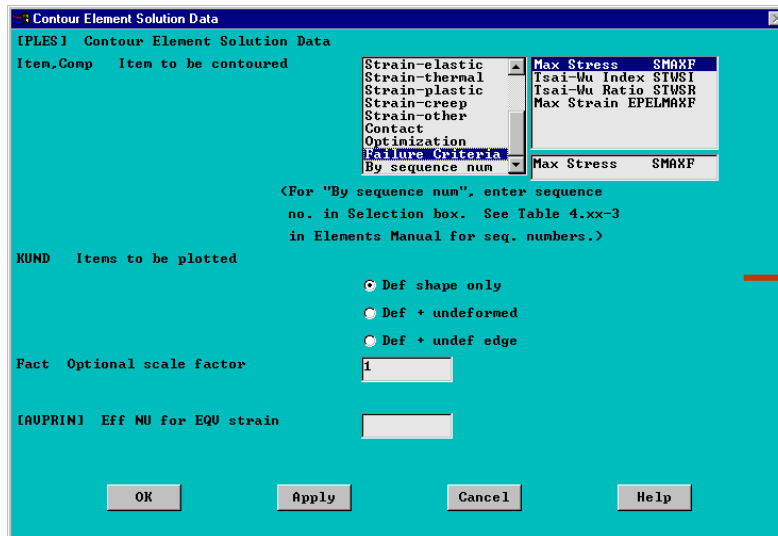 Contour Element Solution Data
[PLES] Contour Element Solution Data
Item,Comp Item to be contoured
Strain-elastic
Strain-thermal
Strain-plastic
Strain-creep
Strain-other
Contact
Optimization
Failure Criteria
By sequence num
Max Stress SMAXF
Tsai-Wu Index STWSI
Tsai-Wu Ratio STWSR
Max Strain EPELMAXF
Max Stress SMAXF
(For "By sequence num", enter sequence
no. in Selection box. See Table 4.xx-3
in Elements Manual for seq. numbers.)
KUND Items to be plotted
Def shape only
Def + undeformed
Def + undef edge
Fact Optional scale factor
1
[AVPRIN] Eff NU for EQV strain
OK
Apply
Cancel
Help